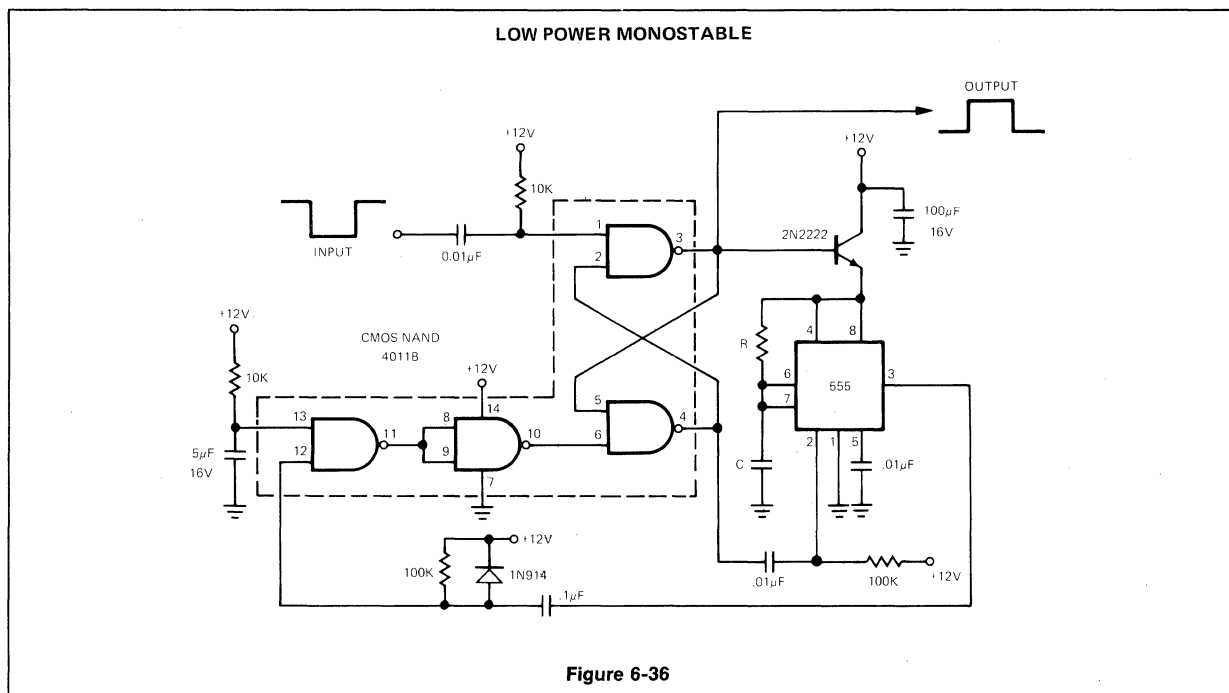 LOW POWER MONOSTABLE
OUTPUT
+12V
+12V
10K
1
3
2
100µF
16V
2N2222
INPUT
0.01µF
+12V
CMOS NAND
4011B
10K
+12V
4
8
R
6
555
3
7
14
5
4
6
13
11
8
10
12
9
5µF
16V
7
2
1
5
C
.01µF
+12V
100K
1N914
.1µF
.01µF
100K
+12V
Figure 6-36